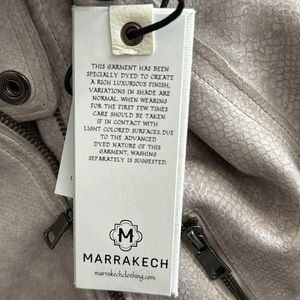 THIS GARMENT HAS BEEN
SPECIALLY DYED TO CREATE
A RICH LUXURIOUS FINISH,
VARIATIONS IN SHADE ARE
NORMAL. WHEN WEARING
FOR THE FIRST FEW TIMES
CARE SHOULD BE TAKEN
IF IN CONTACT WITH
LIGHT COLORED SURFACES. DUE
TO THE ADVANCED
DYED NATURE OF THIS
GARMENT, WASHING
SEPARATELY IS SUGGESTED.
M
MARRAKECH
marrakechclothing.com